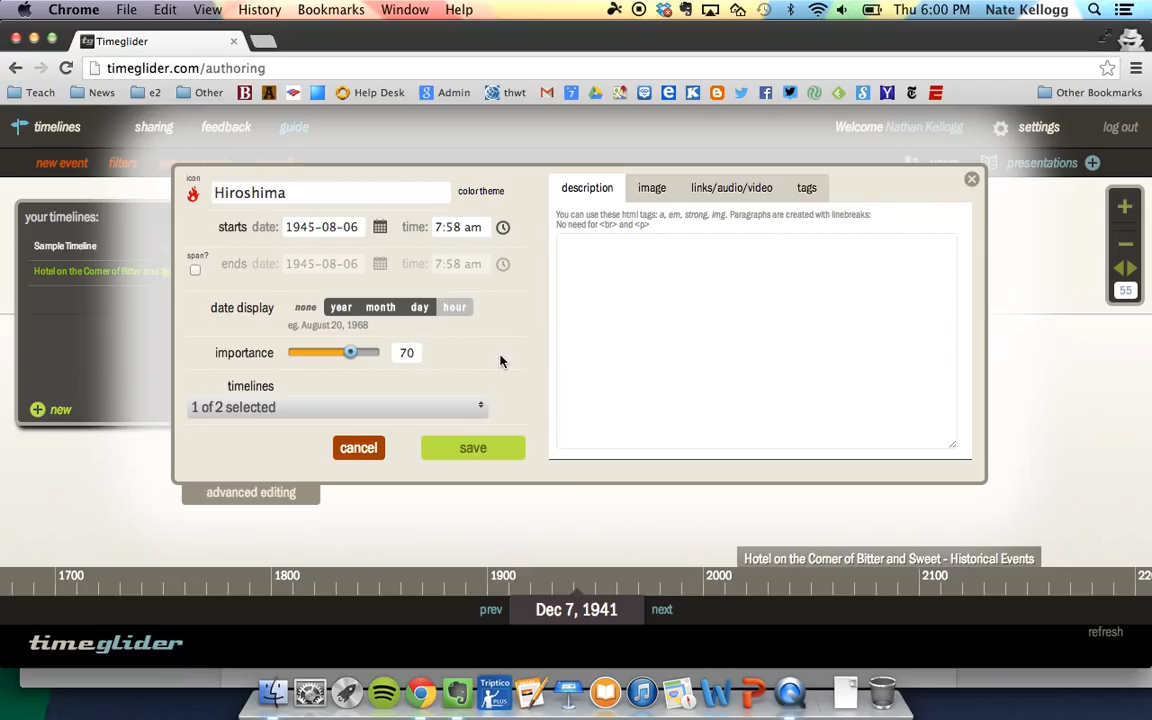 Chrome File Edit View History Bookmarks Window Help Thu 6:00 PM Nate Kellogg
Timeglider
timeglider.com/authoring
Teach News e2 Other Help Desk Admin thwt Other Bookmarks
timelines sharing feedback guide Welcome Nathan Kellogg settings log out
new event filters presentations
your timelines:
Sample Timeline
Hotel on the Corner of Bitter and
new
icon
Hiroshima color theme
starts date: 1945-08-06 time: 7:58 am
span?
ends date: 1945-08-06 time: 7:58 am
date display none year month day hour
eg. August 20, 1968
importance 70
timelines
1 of 2 selected
cancel save
advanced editing
description image links/audio/video tags
You can use these html tags: a, em, strong, img. Paragraphs are created with linebreaks:
No need for <br> and <p>
55
Hotel on the Corner of Bitter and Sweet - Historical Events
1700 1800 1900 2000 2100
prev Dec 7, 1941 next
refresh
timeglider
Triptico
PLUS